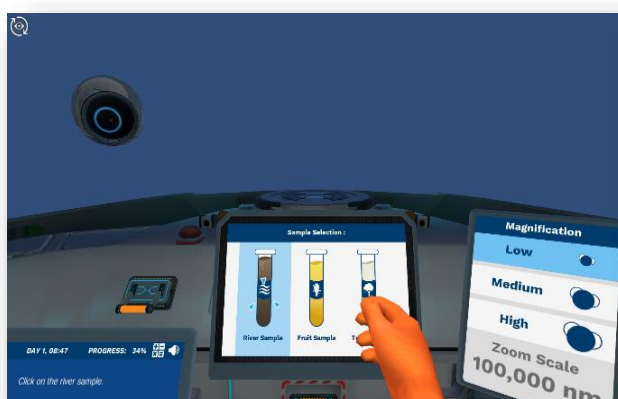 Sample Selection :
River Sample
Fruit Sample
Magnification
Low
Medium
High
Zoom Scale
100,000 nm
DAY 1, 08:47 PROGRESS: 34%
Click on the river sample.